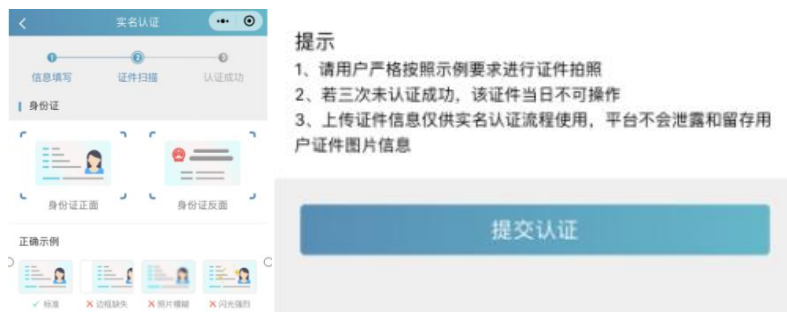 实名认证
1 2 3
信息填写 证件扫描 认证成功
身份证
身份证正面 身份证反面
正确示例
标准 边框缺失 照片模糊 闪光强烈
提示
1、请用户严格按照示例要求进行证件拍照
2、若三次未认证成功，该证件当日不可操作
3、上传证件信息仅供实名认证流程使用，平台不会泄露和留存用
户证件图片信息
提交认证